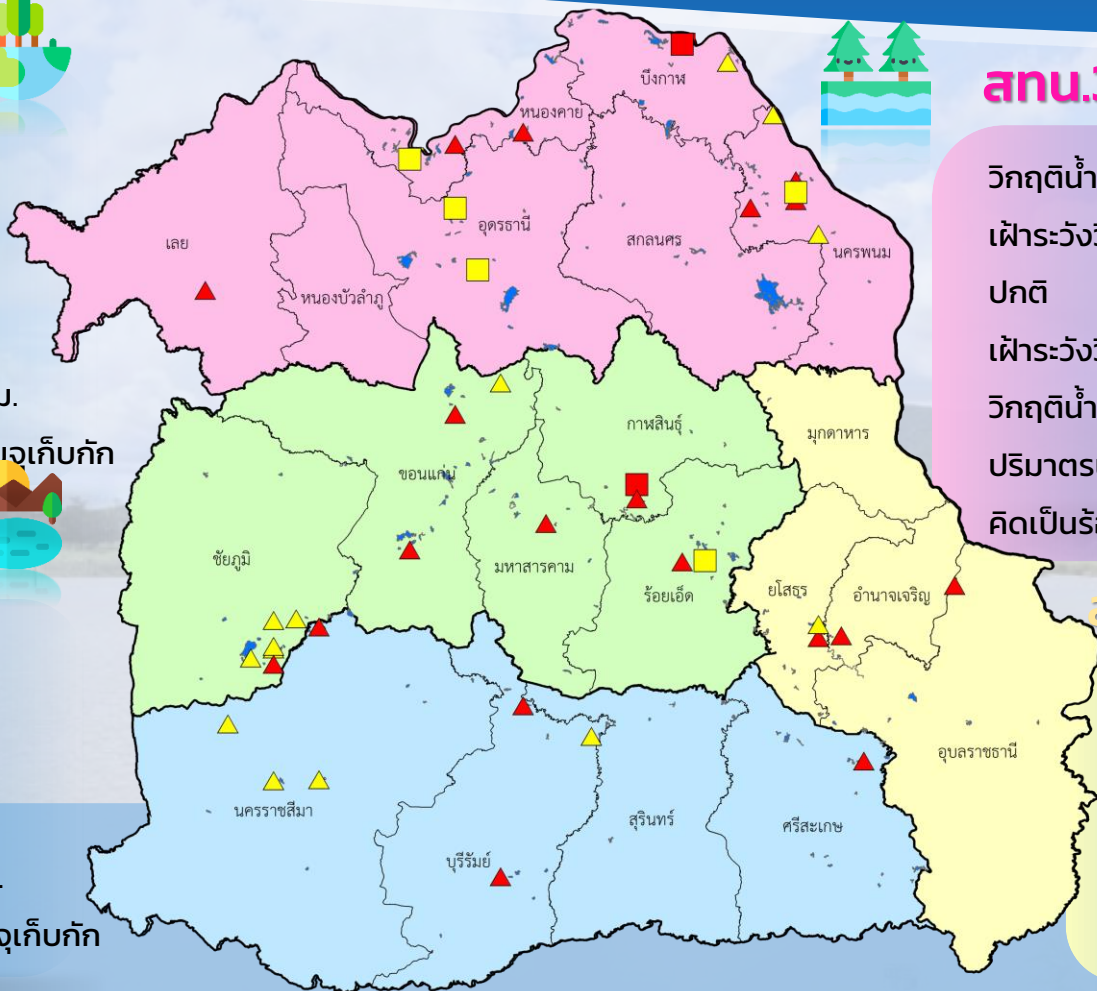 สทน.3
วิกฤติน้ำ
เฝ้าระวัง
ปกติ
เฝ้าระวัง
วิกฤติน้ำ
ปริมาตร
คิดเป็น
บึงกาฬ
หนองคาย
เลย
อุดรธานี
สกลนคร
นครพนม
หนองบัวลำภู
ม.
จุเก็บกัก
กาฬสินธุ์
มุกดาหาร
ขอนแก่น
ชัยภูมิ
มหาสารคาม
ร้อยเอ็ด
ยโสธร
อำนาจเจริญ
อุบลราชธานี
นครราชสีมา
สุรินทร์
ศรีสะเกษ
บุรีรัมย์
จุเก็บกัก